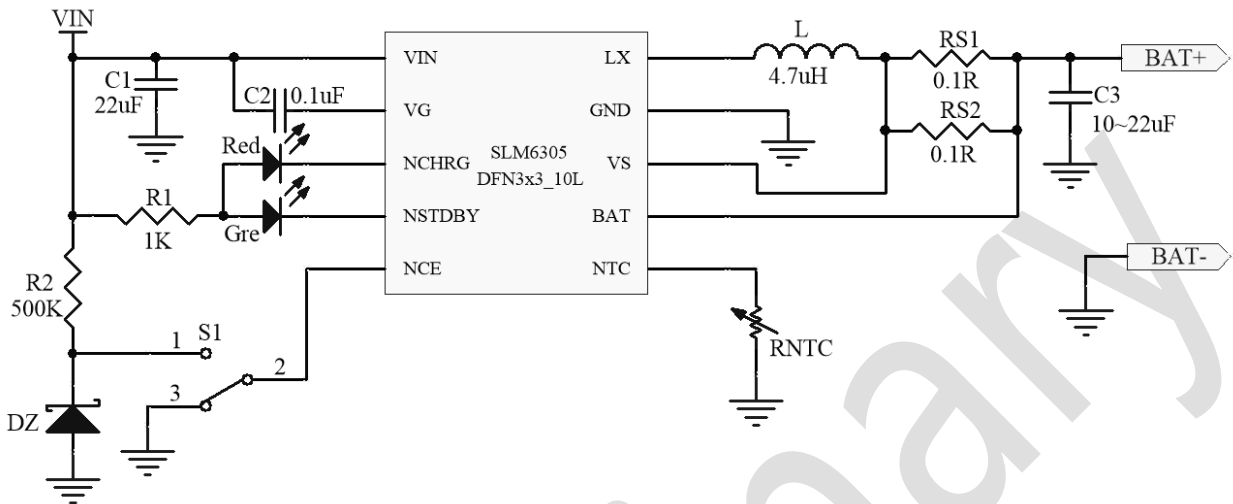 VIN
VIN
LX
L
4.7uH
RS1
0.1R
BAT+
C1
22uF
C2
0.1uF
VG
GND
RS2
0.1R
C3
10~22uF
Red
NCHRG
SLM6305
DFN3x3_10L
VS
R1
1K
Gre
NSTDBY
BAT
BAT-
R2
500K
NCE
NTC
1
S1
2
3
RNTC
DZ